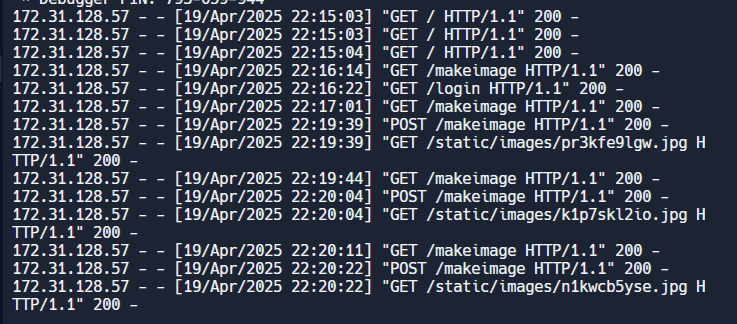 * Debugger PIN: 793-039-944
172.31.128.57 - - [19/Apr/2025 22:15:03] "GET / HTTP/1.1" 200 -
172.31.128.57 - - [19/Apr/2025 22:15:03] "GET / HTTP/1.1" 200 -
172.31.128.57 - - [19/Apr/2025 22:15:04] "GET / HTTP/1.1" 200 -
172.31.128.57 - - [19/Apr/2025 22:16:14] "GET /makeimage HTTP/1.1" 200 -
172.31.128.57 - - [19/Apr/2025 22:16:22] "GET /login HTTP/1.1" 200 -
172.31.128.57 - - [19/Apr/2025 22:17:01] "GET /makeimage HTTP/1.1" 200 -
172.31.128.57 - - [19/Apr/2025 22:19:39] "POST /makeimage HTTP/1.1" 200 -
172.31.128.57 - - [19/Apr/2025 22:19:39] "GET /static/images/pr3kfe9lgw.jpg H
TTP/1.1" 200 -
172.31.128.57 - - [19/Apr/2025 22:19:44] "GET /makeimage HTTP/1.1" 200 -
172.31.128.57 - - [19/Apr/2025 22:20:04] "POST /makeimage HTTP/1.1" 200 -
172.31.128.57 - - [19/Apr/2025 22:20:04] "GET /static/images/k1p7skl2io.jpg H
TTP/1.1" 200 -
172.31.128.57 - - [19/Apr/2025 22:20:11] "GET /makeimage HTTP/1.1" 200 -
172.31.128.57 - - [19/Apr/2025 22:20:22] "POST /makeimage HTTP/1.1" 200 -
172.31.128.57 - - [19/Apr/2025 22:20:22] "GET /static/images/n1kwcb5yse.jpg H
TTP/1.1" 200 -